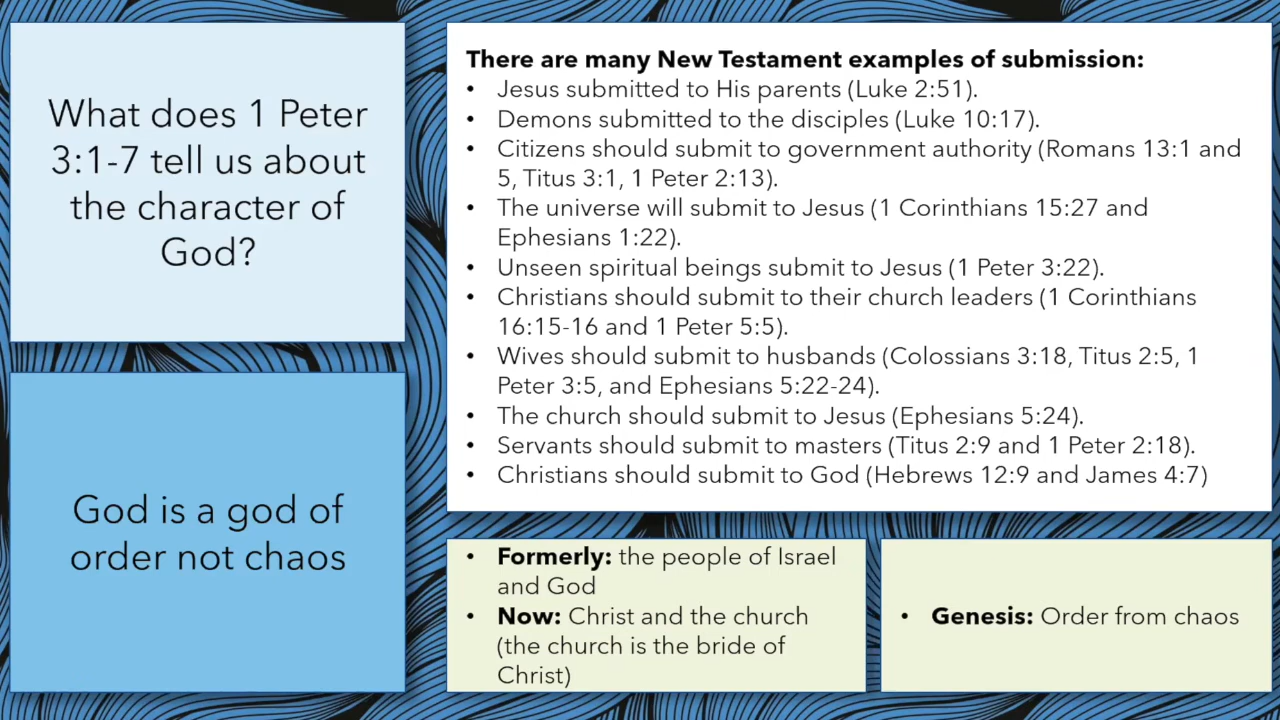 What does 1 Peter
3:1-7 tell us about
the character of
God?
God is a god of
order not chaos
There are many New Testament examples of submission:
• Jesus submitted to His parents (Luke 2:51).
• Demons submitted to the disciples (Luke 10:17).
• Citizens should submit to government authority (Romans 13:1 and
5, Titus 3:1, 1 Peter 2:13).
• The universe will submit to Jesus (1 Corinthians 15:27 and
Ephesians 1:22).
• Unseen spiritual beings submit to Jesus (1 Peter 3:22).
• Christians should submit to their church leaders (1 Corinthians
16:15-16 and 1 Peter 5:5).
• Wives should submit to husbands (Colossians 3:18, Titus 2:5, 1
Peter 3:5, and Ephesians 5:22-24).
• The church should submit to Jesus (Ephesians 5:24).
• Servants should submit to masters (Titus 2:9 and 1 Peter 2:18).
• Christians should submit to God (Hebrews 12:9 and James 4:7)
• Formerly: the people of Israel
and God
• Now: Christ and the church
(the church is the bride of
Christ)
• Genesis: Order from chaos